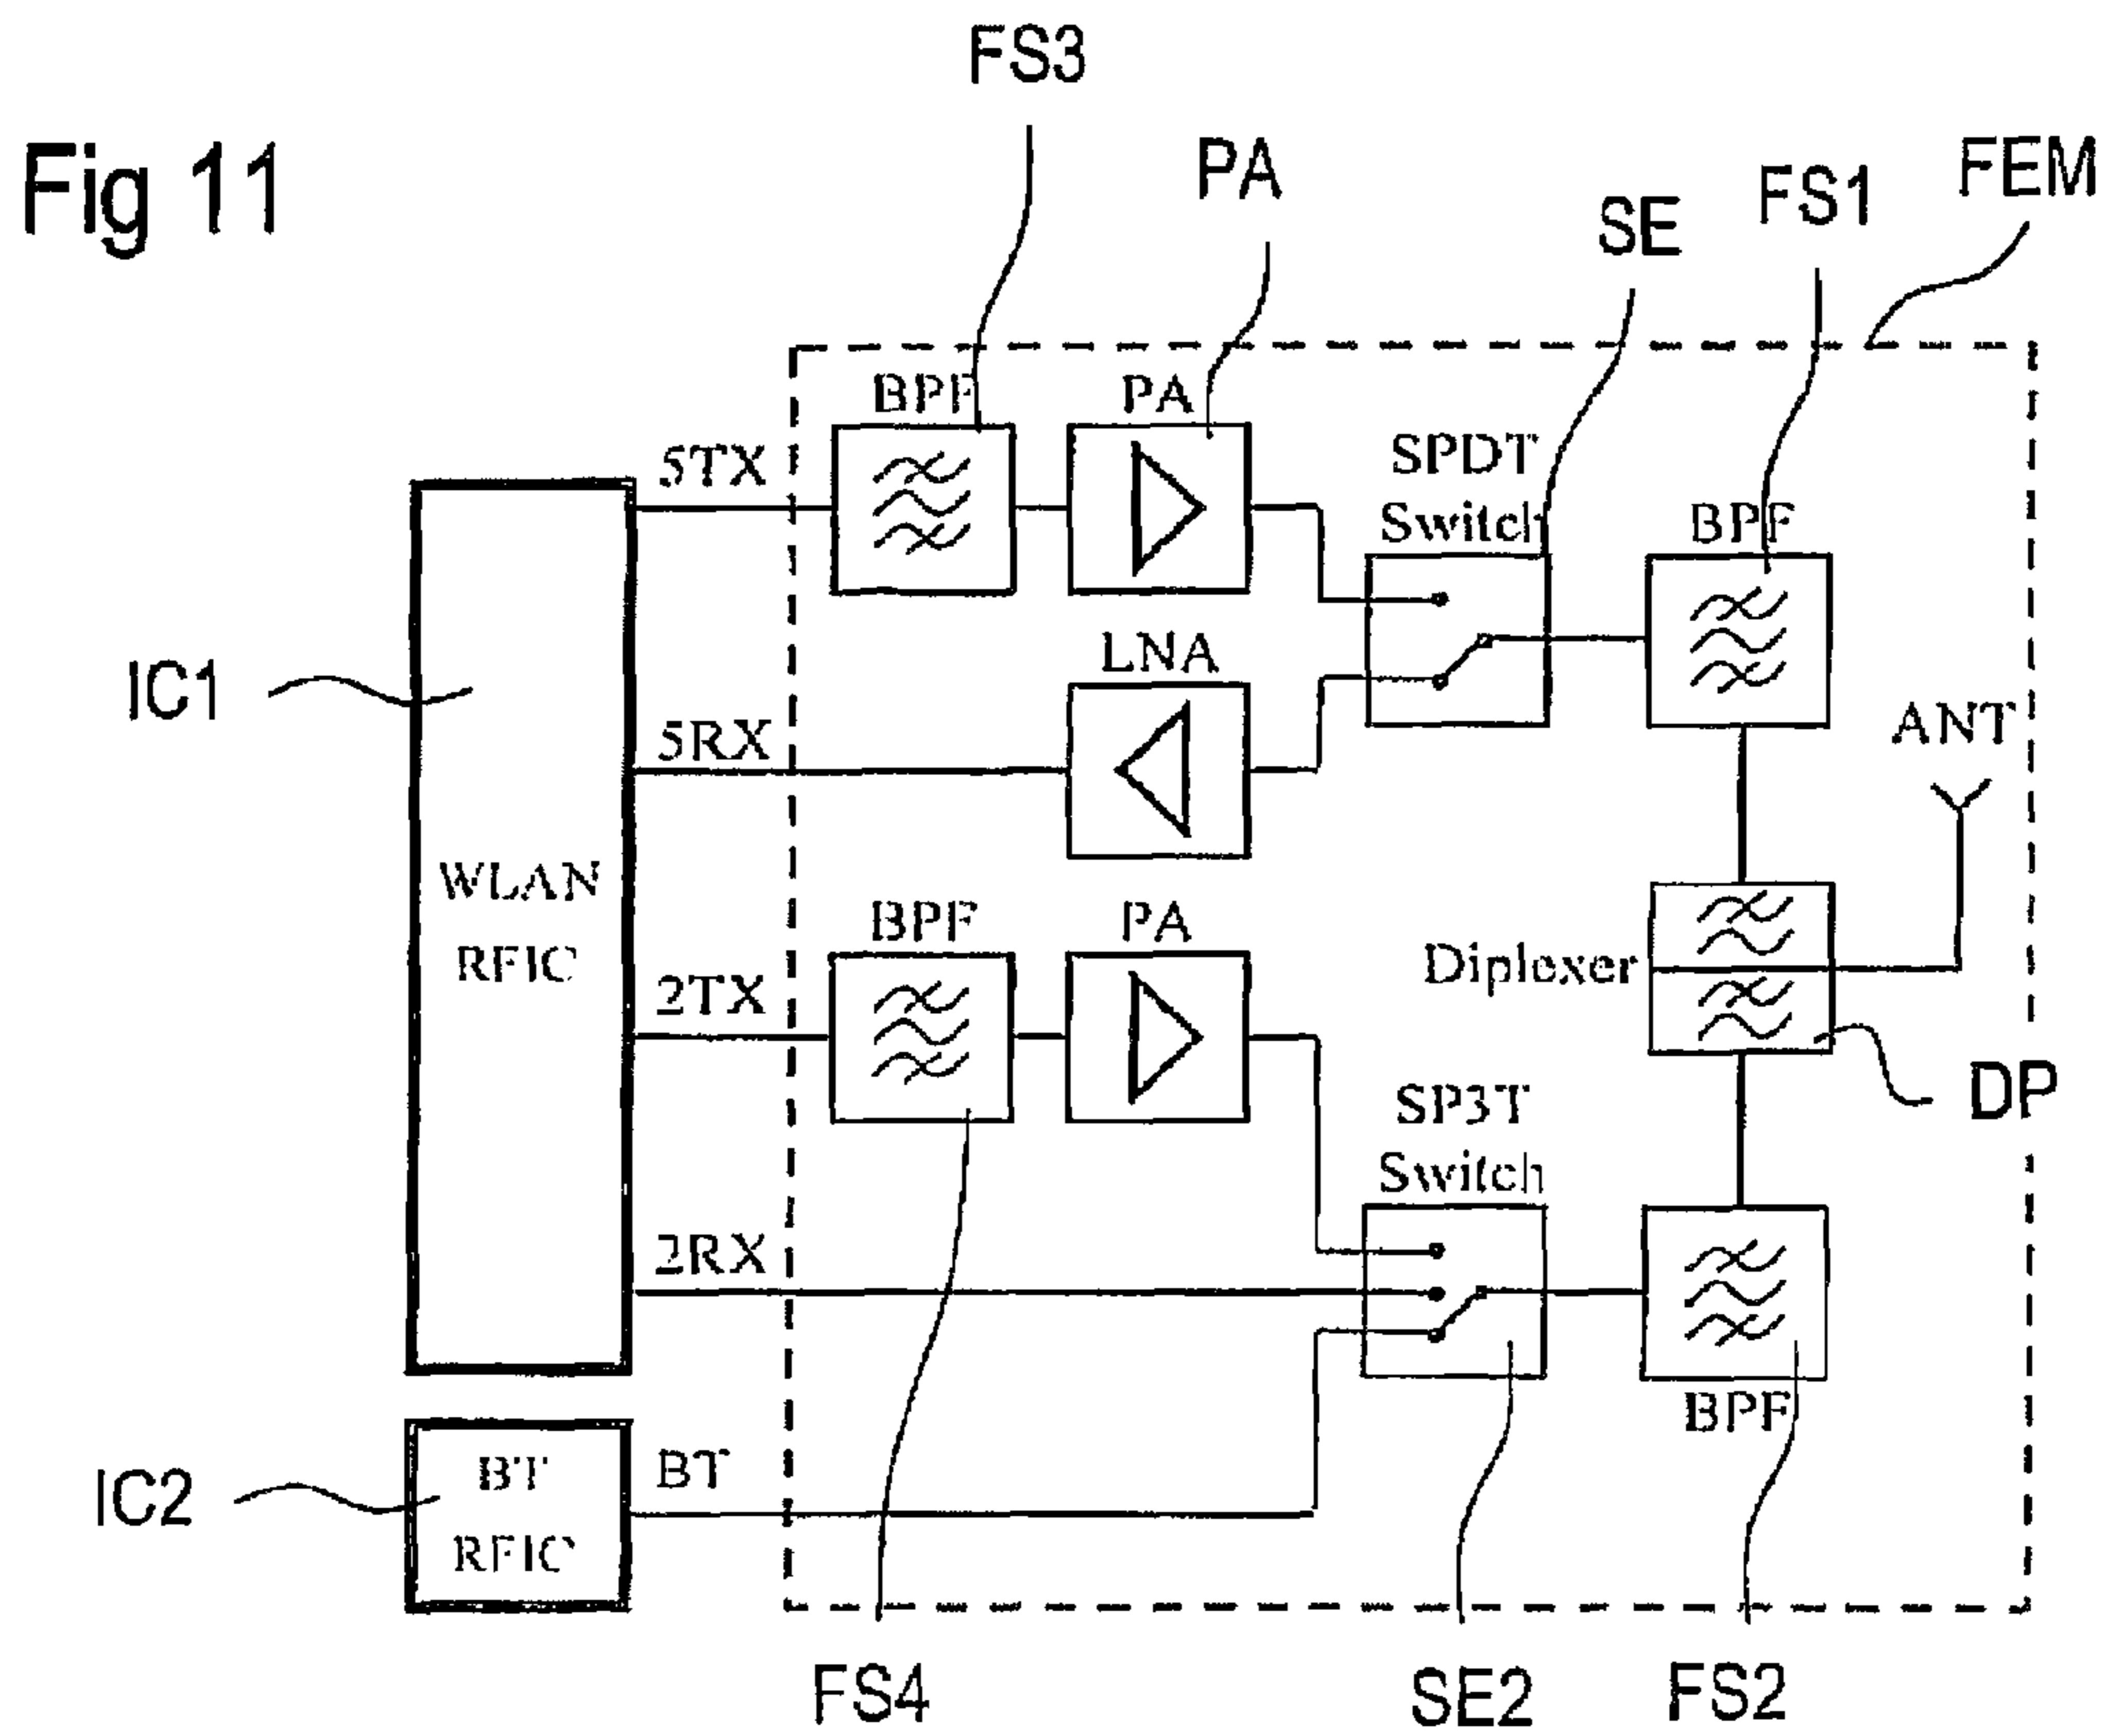 FS3
Fig 11
PA
FEM
SE
FS1
BPF
PA
5TX
SPDT
Switch
BPF
LNA
IC1
5RX
ANT
WLAN
RFIC
BPF
PA
Diplexer
2TX
DP
SP3T
Switch
2RX
BPF
BT
RFIC
BT
IC2
FS4
SE2
FS2